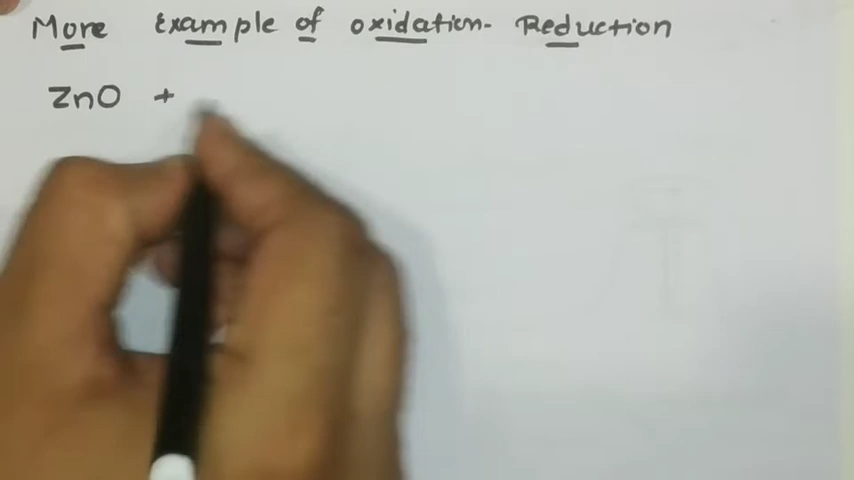 More Example of oxidation- Reduction
ZnO +